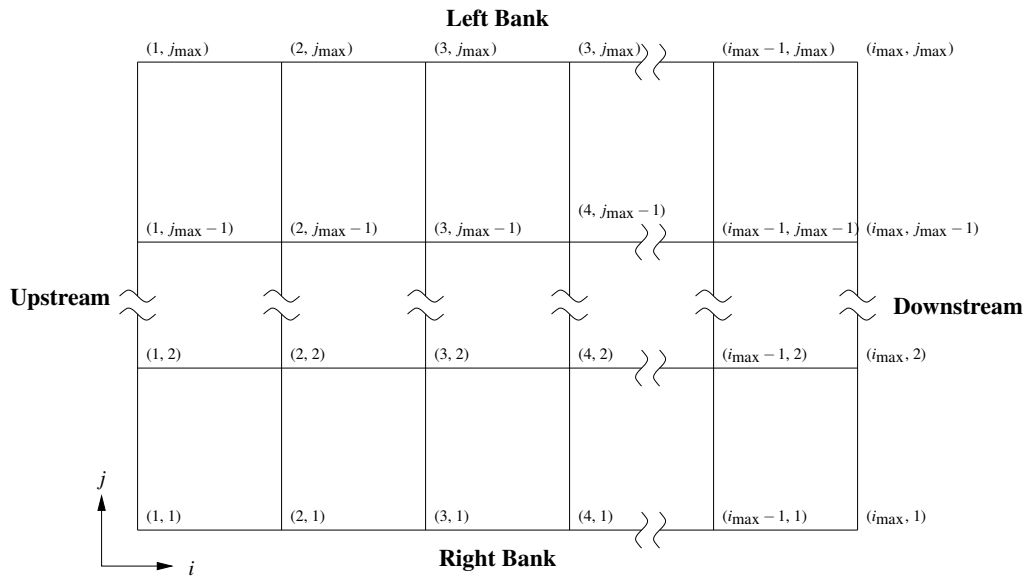 Left Bank
(1, jmax) (2, jmax) (3, jmax) (3, jmax) (imax−1, jmax) (imax, jmax)
(4, jmax−1)
(1, jmax−1) (2, jmax−1) (3, jmax−1) (imax−1, jmax−1) (imax, jmax−1)
Upstream
Downstream
(1, 2) (2, 2) (3, 2) (4, 2) (imax−1, 2) (imax, 2)
j
(1, 1) (2, 1) (3, 1) (4, 1) (imax−1, 1) (imax, 1)
Right Bank
i